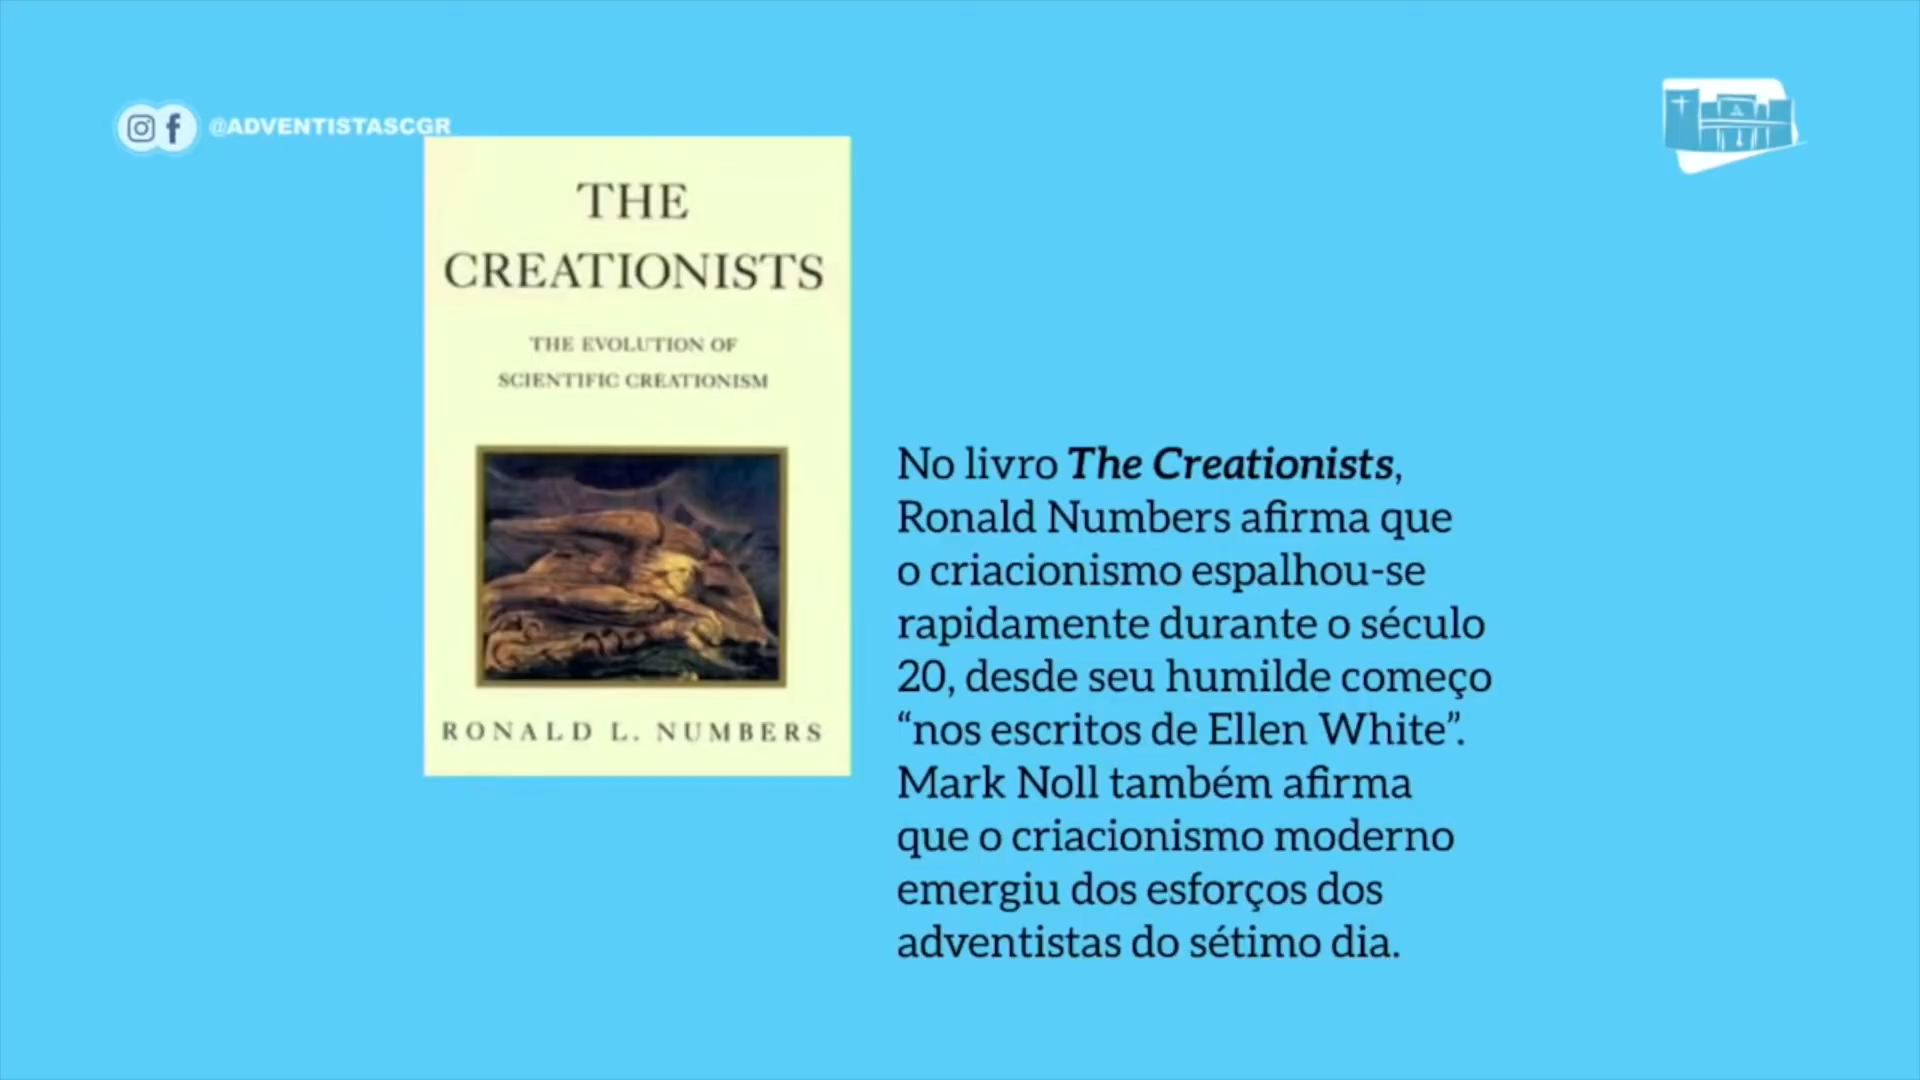 @ADVENTISTASCGR
THE
CREATIONISTS
THE EVOLUTION OF
SCIENTIFIC CREATIONISM
RONALD L. NUMBERS
No livro The Creationists,
Ronald Numbers afirma que
o criacionismo espalhou-se
rapidamente durante o século
20, desde seu humilde começo
“nos escritos de Ellen White”.
Mark Noll também afirma
que o criacionismo moderno
emergiu dos esforços dos
adventistas do sétimo dia.